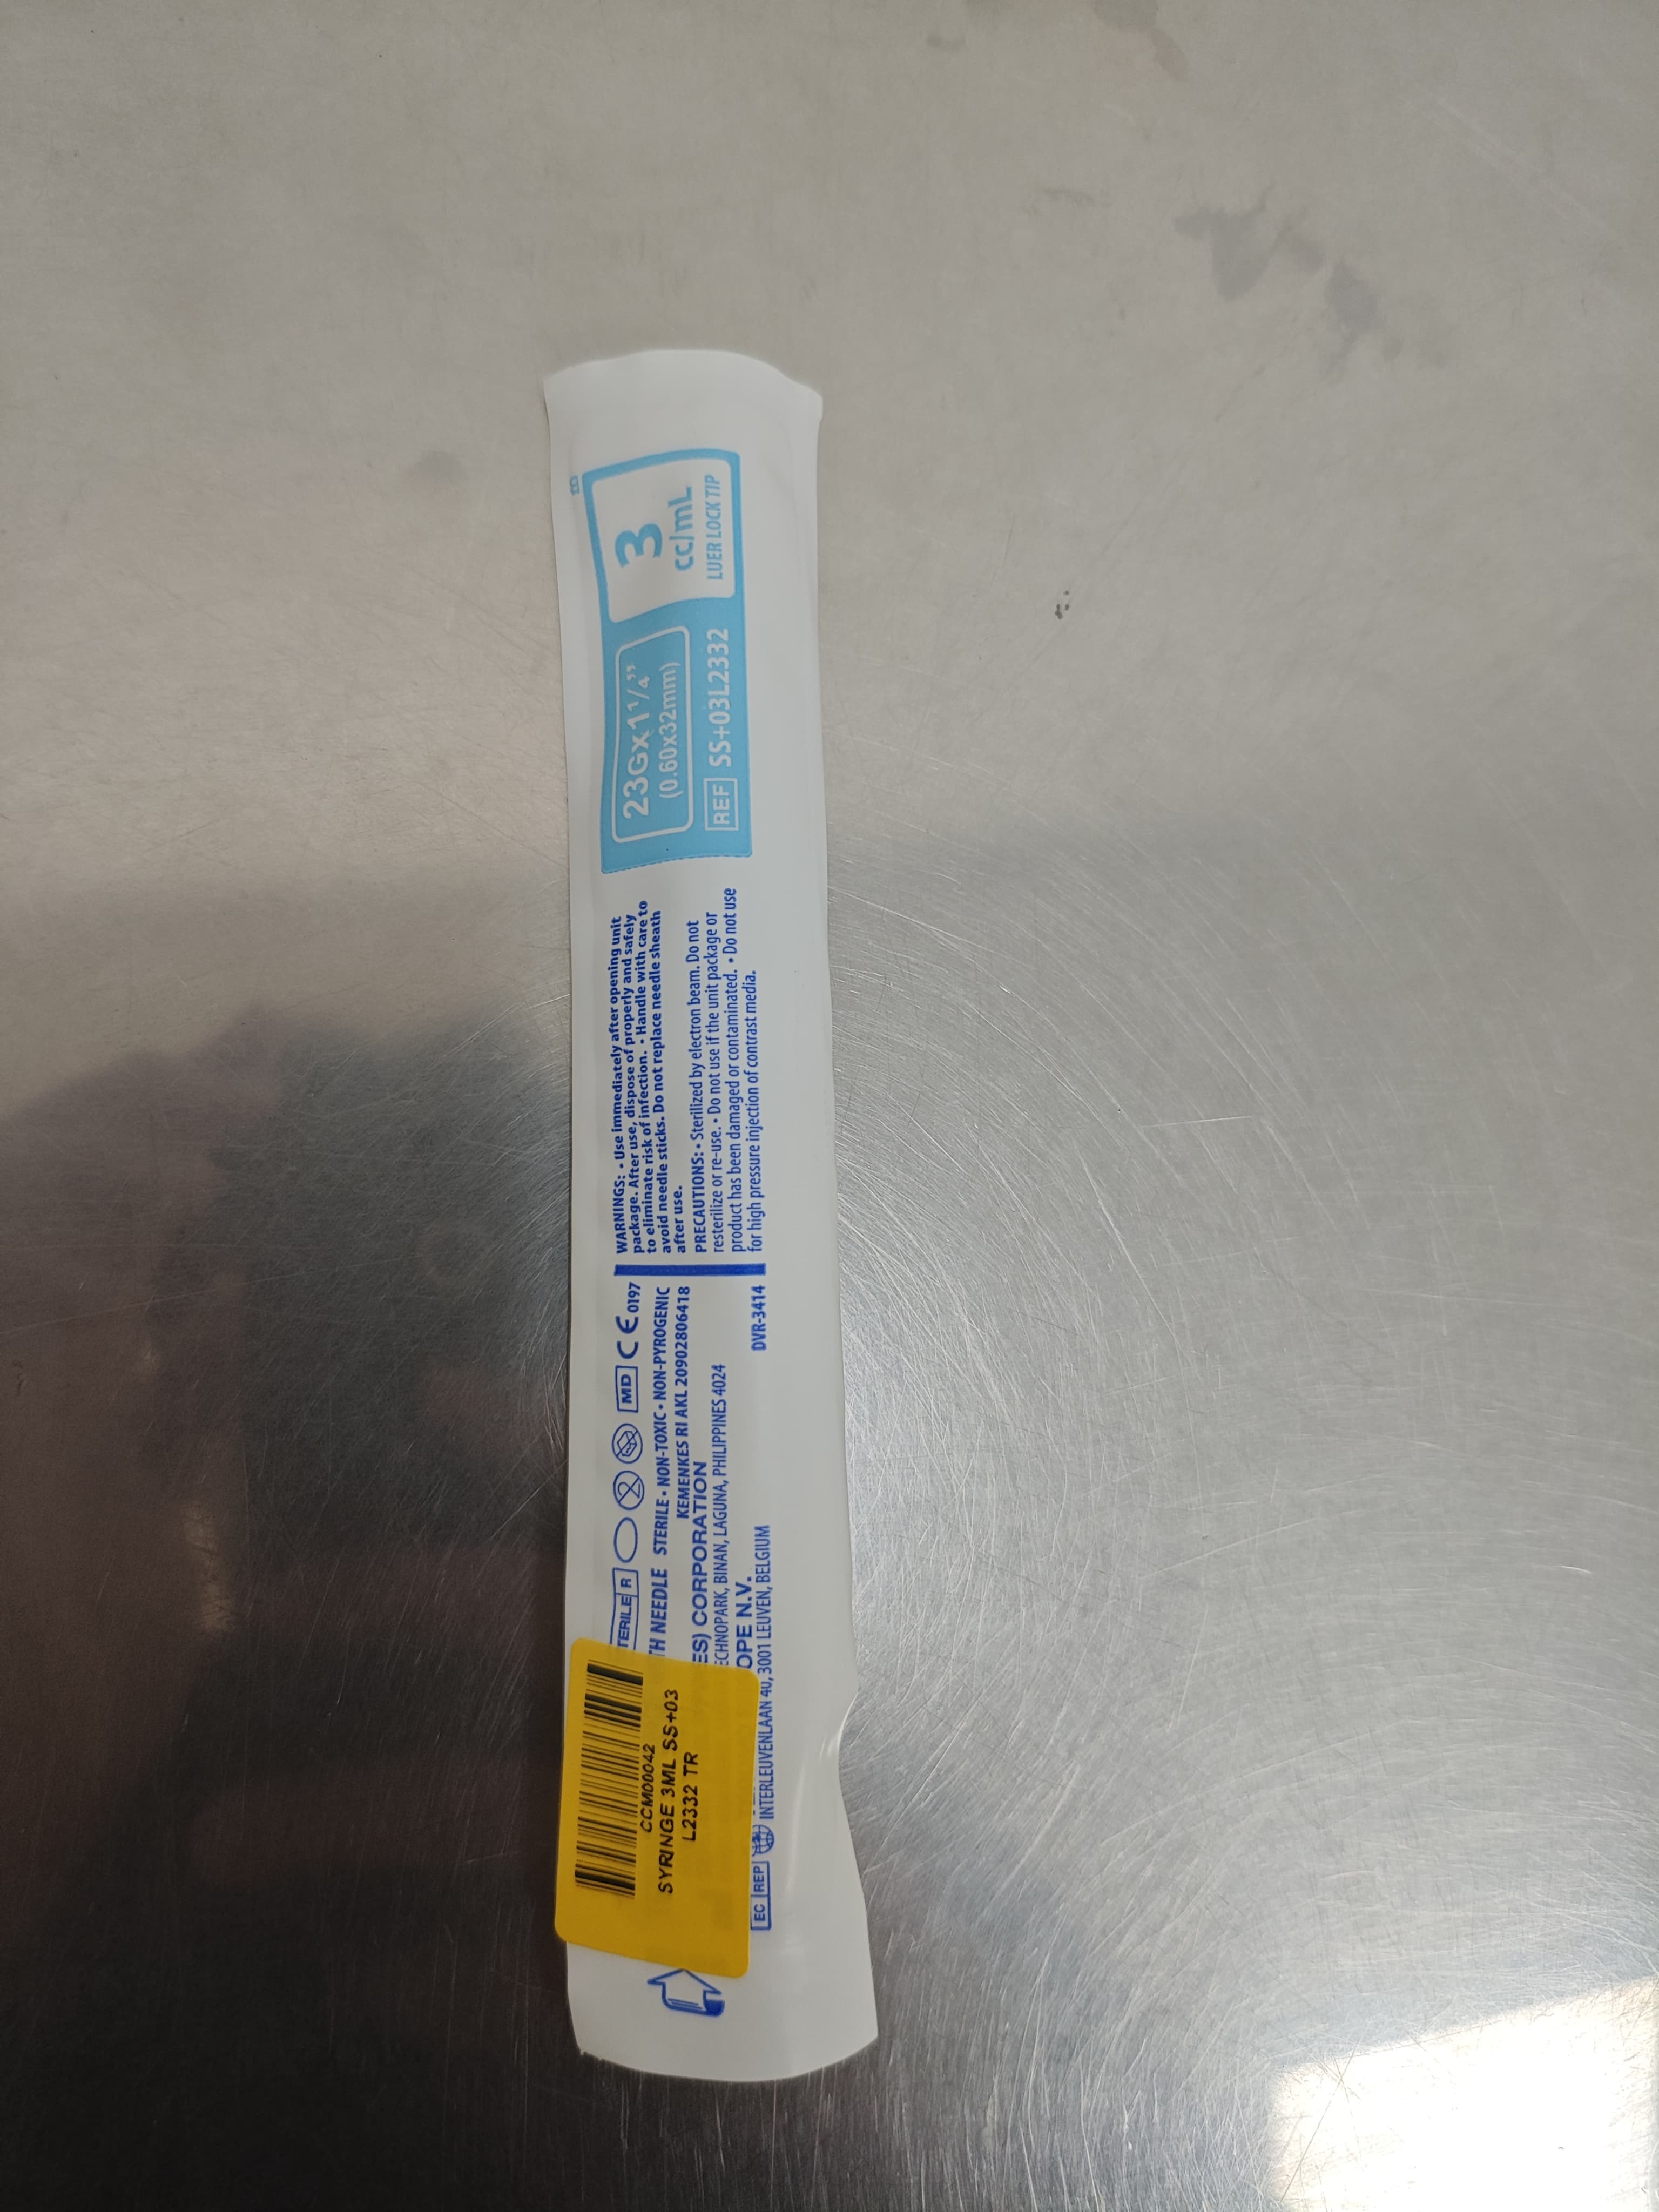 3
cc/mL
LUER LOCK TIP
23Gx1 1/4”
(0.60x32mm)
REF SS+03L2332
WARNINGS: • Use immediately after opening unit
package. After use, dispose of properly and safely
to eliminate risk of infection. • Handle with care to
avoid needle sticks. Do not replace needle sheath
after use.
PRECAUTIONS: • Sterilized by electron beam. Do not
resterilize or re-use. • Do not use if the unit package or
product has been damaged or contaminated. • Do not use
for high pressure injection of contrast media.
TERILE R 2 MD CE 0197
TH NEEDLE STERILE • NON-TOXIC • NON-PYROGENIC
KEMENKES RI AKL 20902806418
ES) CORPORATION
ECHNOPARK, BINAN, LAGUNA, PHILIPPINES 4024
OPE N.V. DVR-3414
EC REP INTERLEUVENLAAN 40, 3001 LEUVEN, BELGIUM
CCM00042
SYRINGE 3ML SS+03
L2332 TR